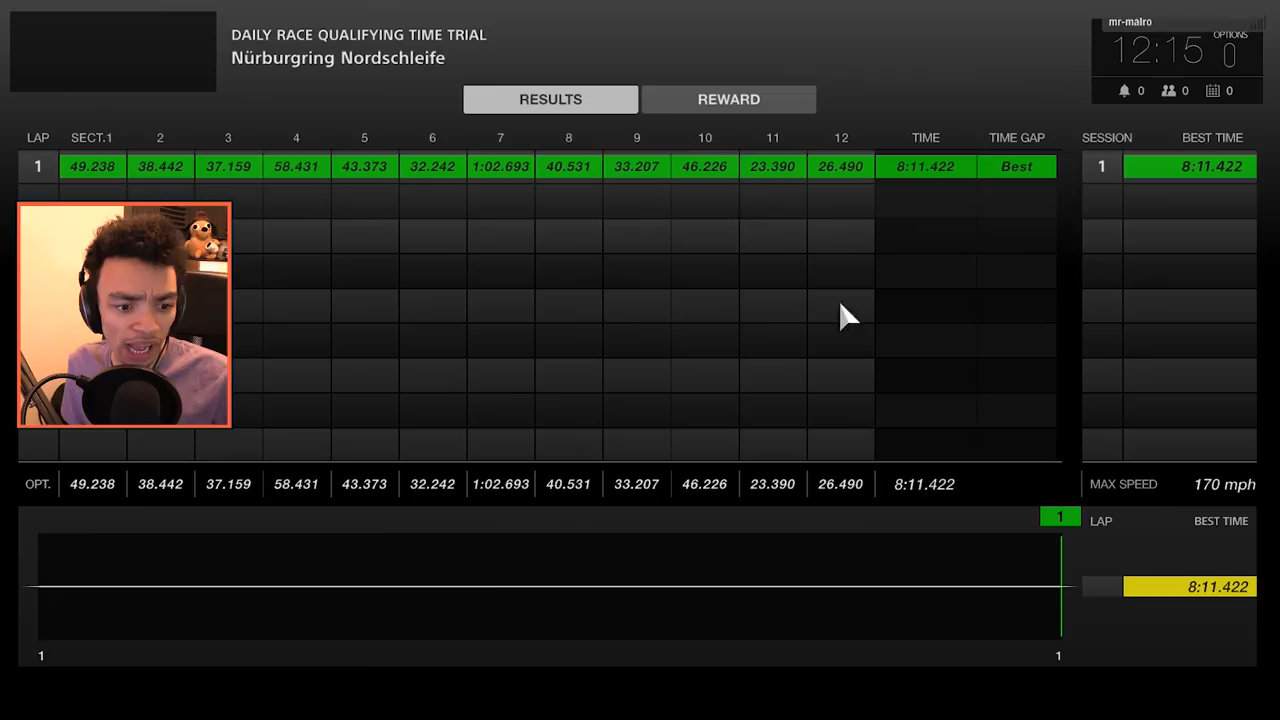 DAILY RACE QUALIFYING TIME TRIAL
Nürburgring Nordschleife
mr-malro
12:15
OPTIONS
0
0 0 0
RESULTS REWARD
LAP SECT.1 2 3 4 5 6 7 8 9 10 11 12 TIME TIME GAP SESSION BEST TIME
1 49.238 38.442 37.159 58.431 43.373 32.242 1:02.693 40.531 33.207 46.226 23.390 26.490 8:11.422 Best 1 8:11.422
OPT. 49.238 38.442 37.159 58.431 43.373 32.242 1:02.693 40.531 33.207 46.226 23.390 26.490 8:11.422 MAX SPEED 170 mph
1 LAP BEST TIME
8:11.422
1 1